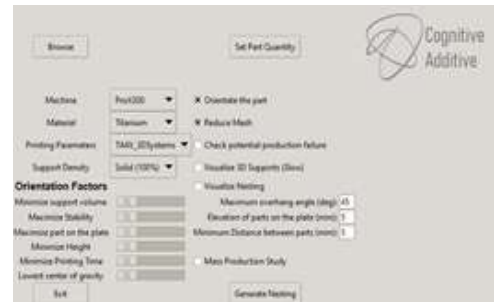 Browse
Set Part Quantity
Cognitive
Additive
Machine
ProX200
Orientate the part
Material
Titanium
Reduce Mesh
Printing Parameters
Check potential production failure
Support Density
Solid (100%)
Visualize 3D Supports (Slow)
Orientation Factors
Visualize Nesting
Minimize support volume
Maximum overhang angle (deg)
45
Maximize Stability
Elevation of parts on the plate (mm)
5
Maximize part on the plate
Minimum Distance between parts (mm)
5
Minimize Height
Minimize Printing Time
Mass Production Study
Lowest center of gravity
Exit
Generate Nesting